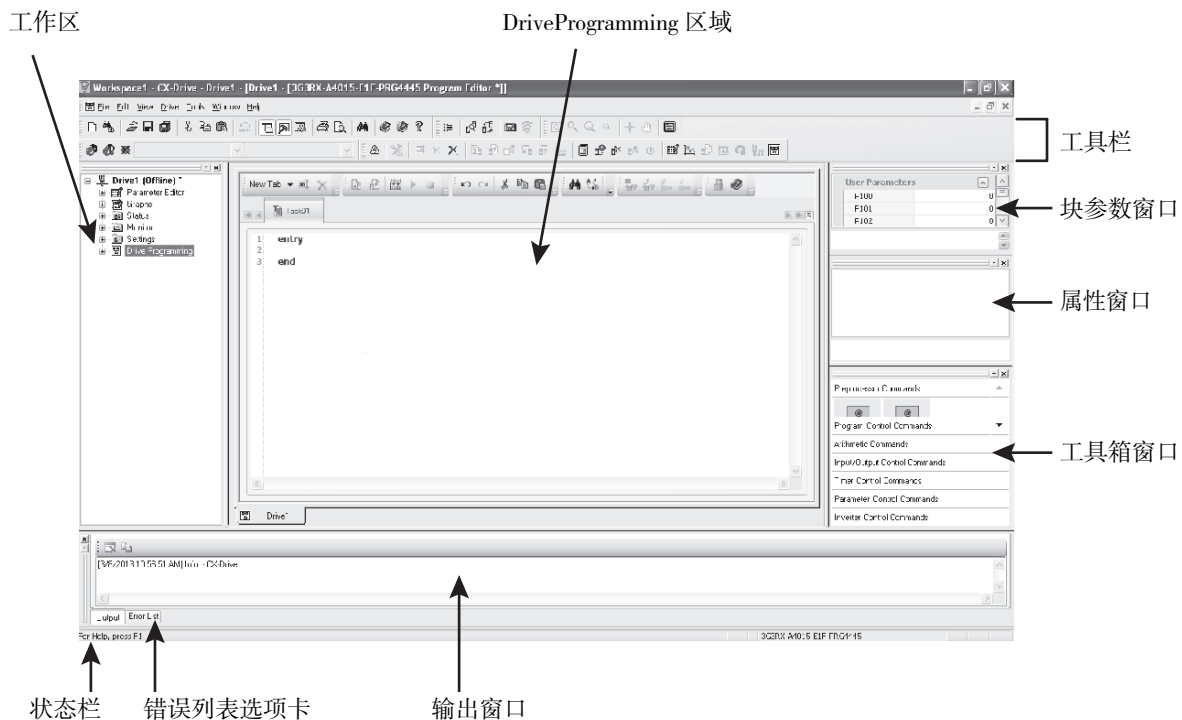 工作区
DriveProgramming 区域
Workspace1 - CX-Drive - Drive1 - [Drive1 - [3G3RX-A4015-E1F-PRG4445 Program Editor *]]
File Edit View Drive Tools Window Help
工具栏
Drive1 (Offline) *
Parameter Editor
Graphs
Status
Monitor
Settings
Drive Programming
New Tab
Task01
1 entry
2
3 end
Drive1
User Parameters
P100 0
P101 0
P102 0
块参数窗口
属性窗口
Preprocessor Commands
@ @
Program Control Commands
Arithmetic Commands
Input/Output Control Commands
Timer Control Commands
Parameter Control Commands
Inverter Control Commands
工具箱窗口
Output Error List
For Help, press F1
3G3RX-A4015-E1F-PRG4445
状态栏
错误列表选项卡
输出窗口